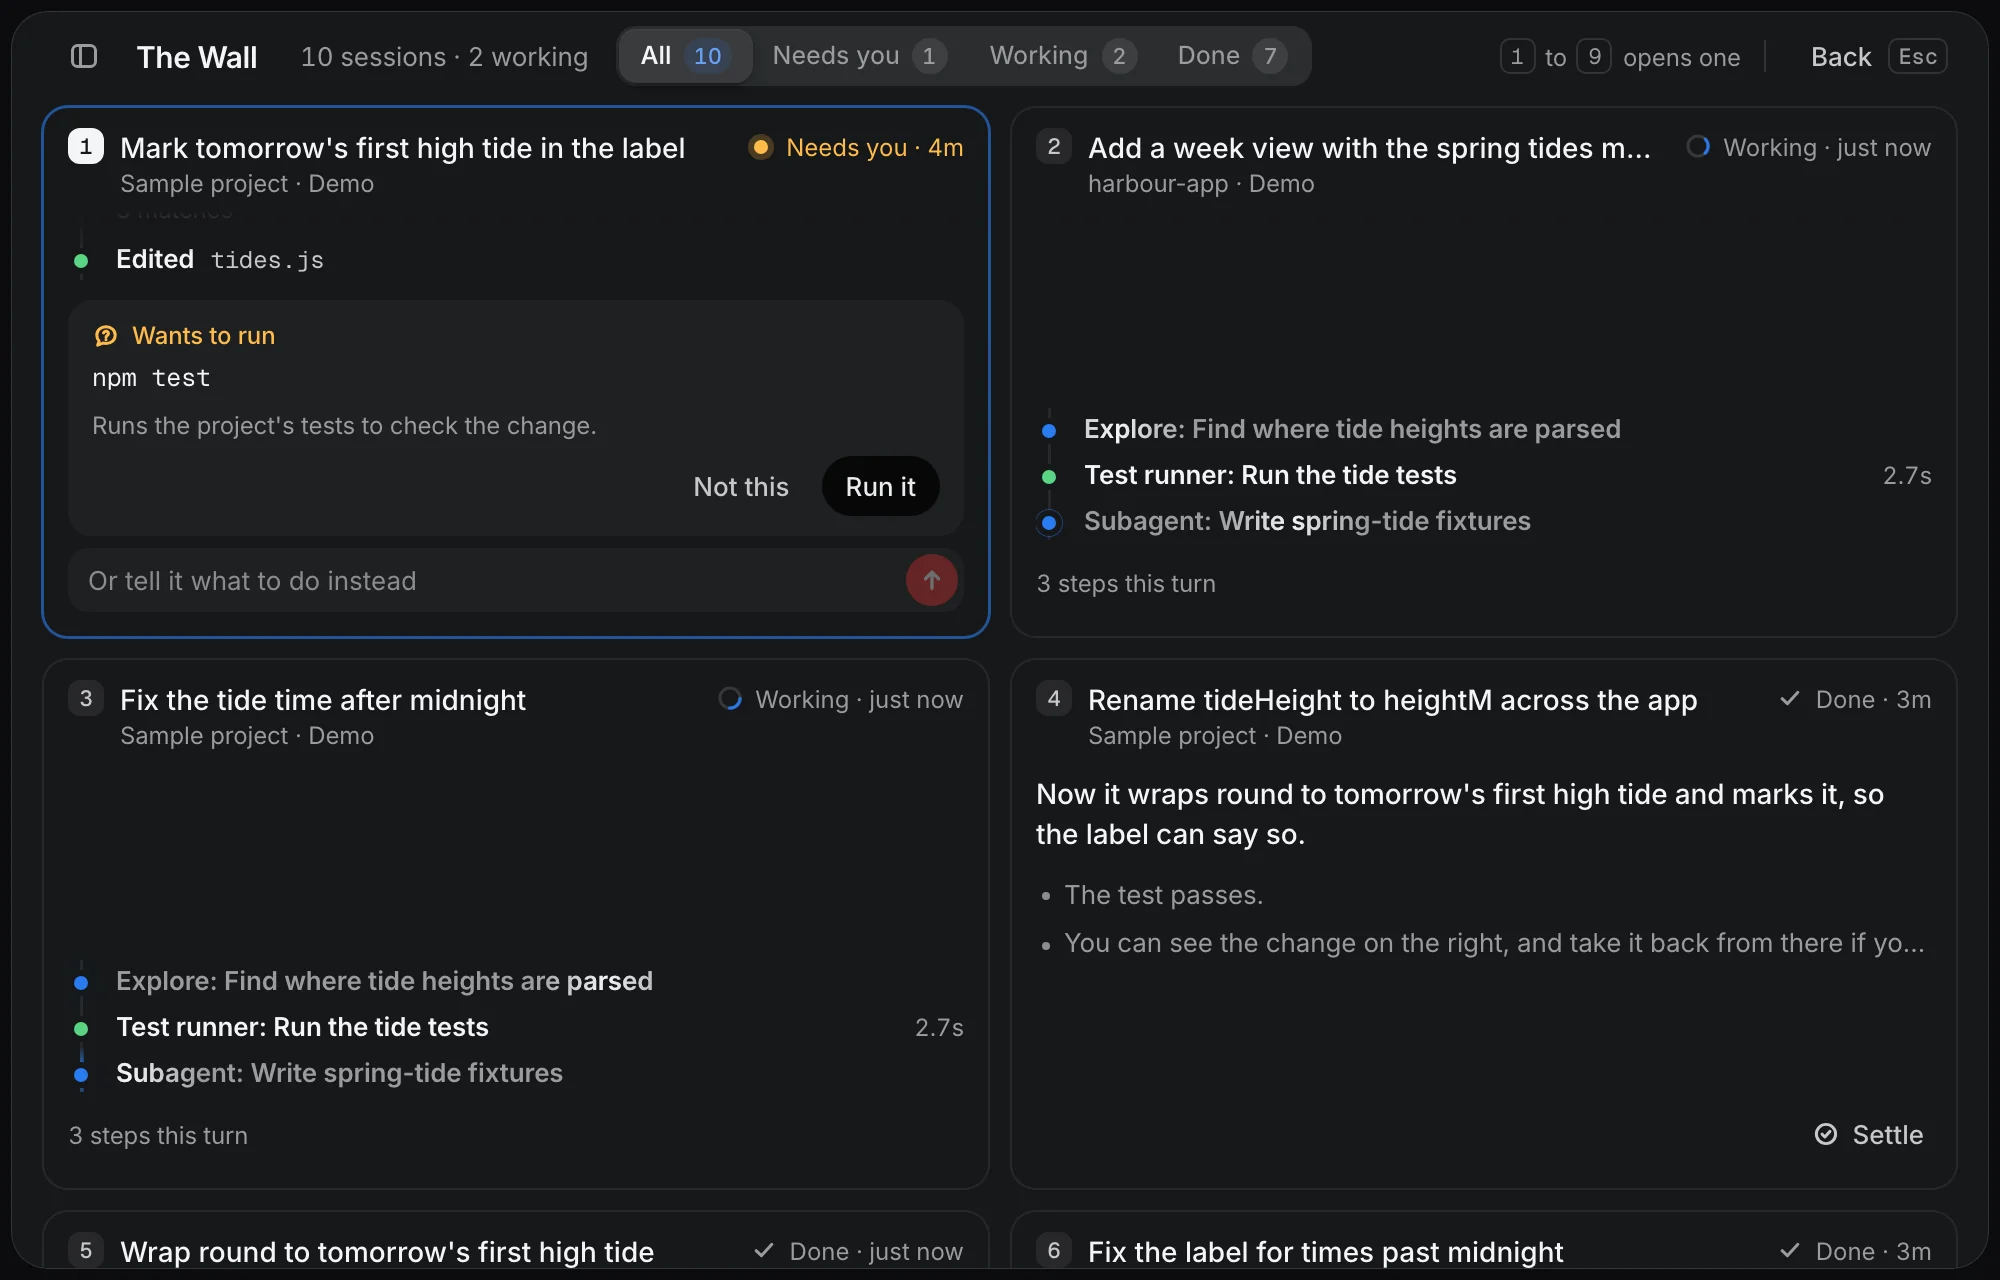 The Wall
10 sessions · 2 working
All 10
Needs you 1
Working 2
Done 7
1 to 9 opens one
Back Esc
1 Mark tomorrow's first high tide in the label
Needs you · 4m
Sample project · Demo
Edited tides.js
Wants to run
npm test
Runs the project's tests to check the change.
Not this
Run it
Or tell it what to do instead
2 Add a week view with the spring tides m...
Working · just now
harbour-app · Demo
Explore: Find where tide heights are parsed
Test runner: Run the tide tests 2.7s
Subagent: Write spring-tide fixtures
3 steps this turn
3 Fix the tide time after midnight
Working · just now
Sample project · Demo
Explore: Find where tide heights are parsed
Test runner: Run the tide tests 2.7s
Subagent: Write spring-tide fixtures
3 steps this turn
4 Rename tideHeight to heightM across the app
Done · 3m
Sample project · Demo
Now it wraps round to tomorrow's first high tide and marks it, so
the label can say so.
• The test passes.
• You can see the change on the right, and take it back from there if yo...
Settle
5 Wrap round to tomorrow's first high tide
Done · just now
6 Fix the label for times past midnight
Done · 3m